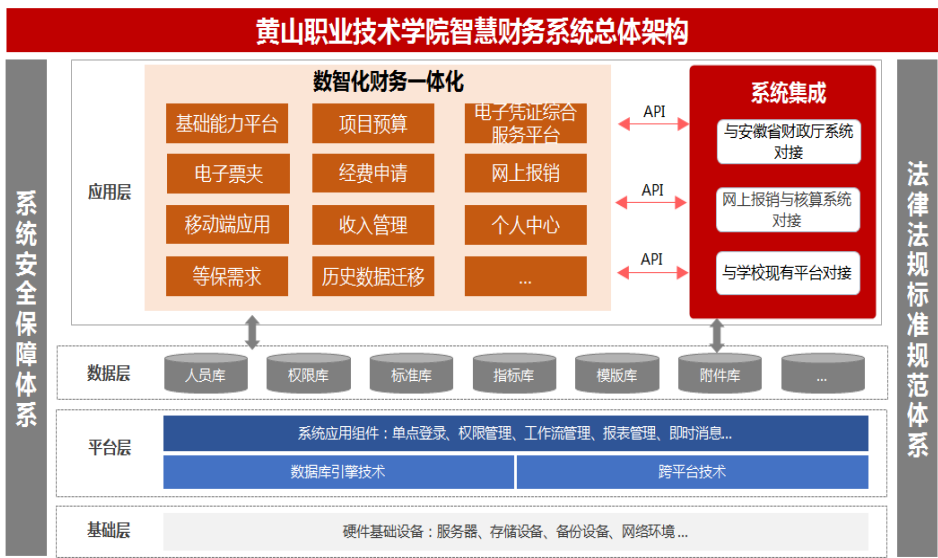 黄山职业技术学院智慧财务系统总体架构
系统安全保障体系
应用层
数智化财务一体化
基础能力平台
项目预算
电子凭证综合
服务平台
电子票夹
经费申请
网上报销
移动端应用
收入管理
个人中心
等保需求
历史数据迁移
...
API
API
API
系统集成
与安徽省财政厅系统
对接
网上报销与核算系统
对接
与学校现有平台对接
数据层
人员库
权限库
标准库
指标库
模版库
附件库
...
平台层
系统应用组件：单点登录、权限管理、工作流管理、报表管理、即时消息...
数据库引擎技术
跨平台技术
基础层
硬件基础设备：服务器、存储设备、备份设备、网络环境 ...
法律法规标准规范体系